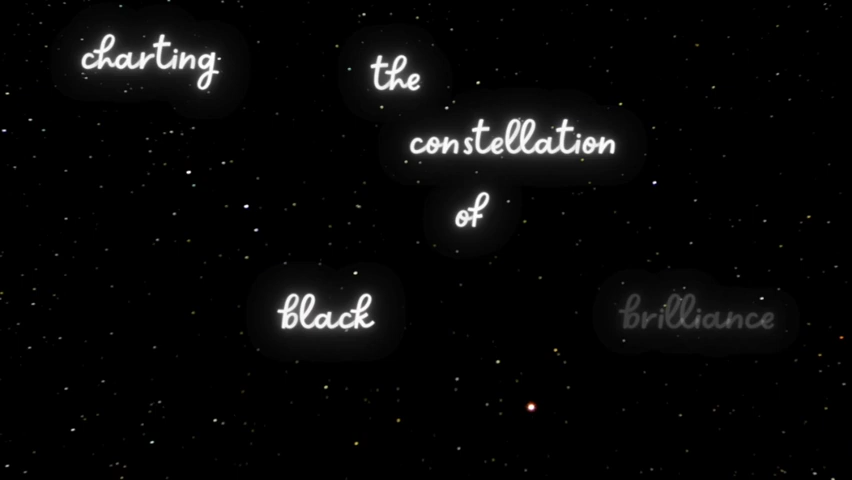 charting
the
constellation
of
black
brilliance